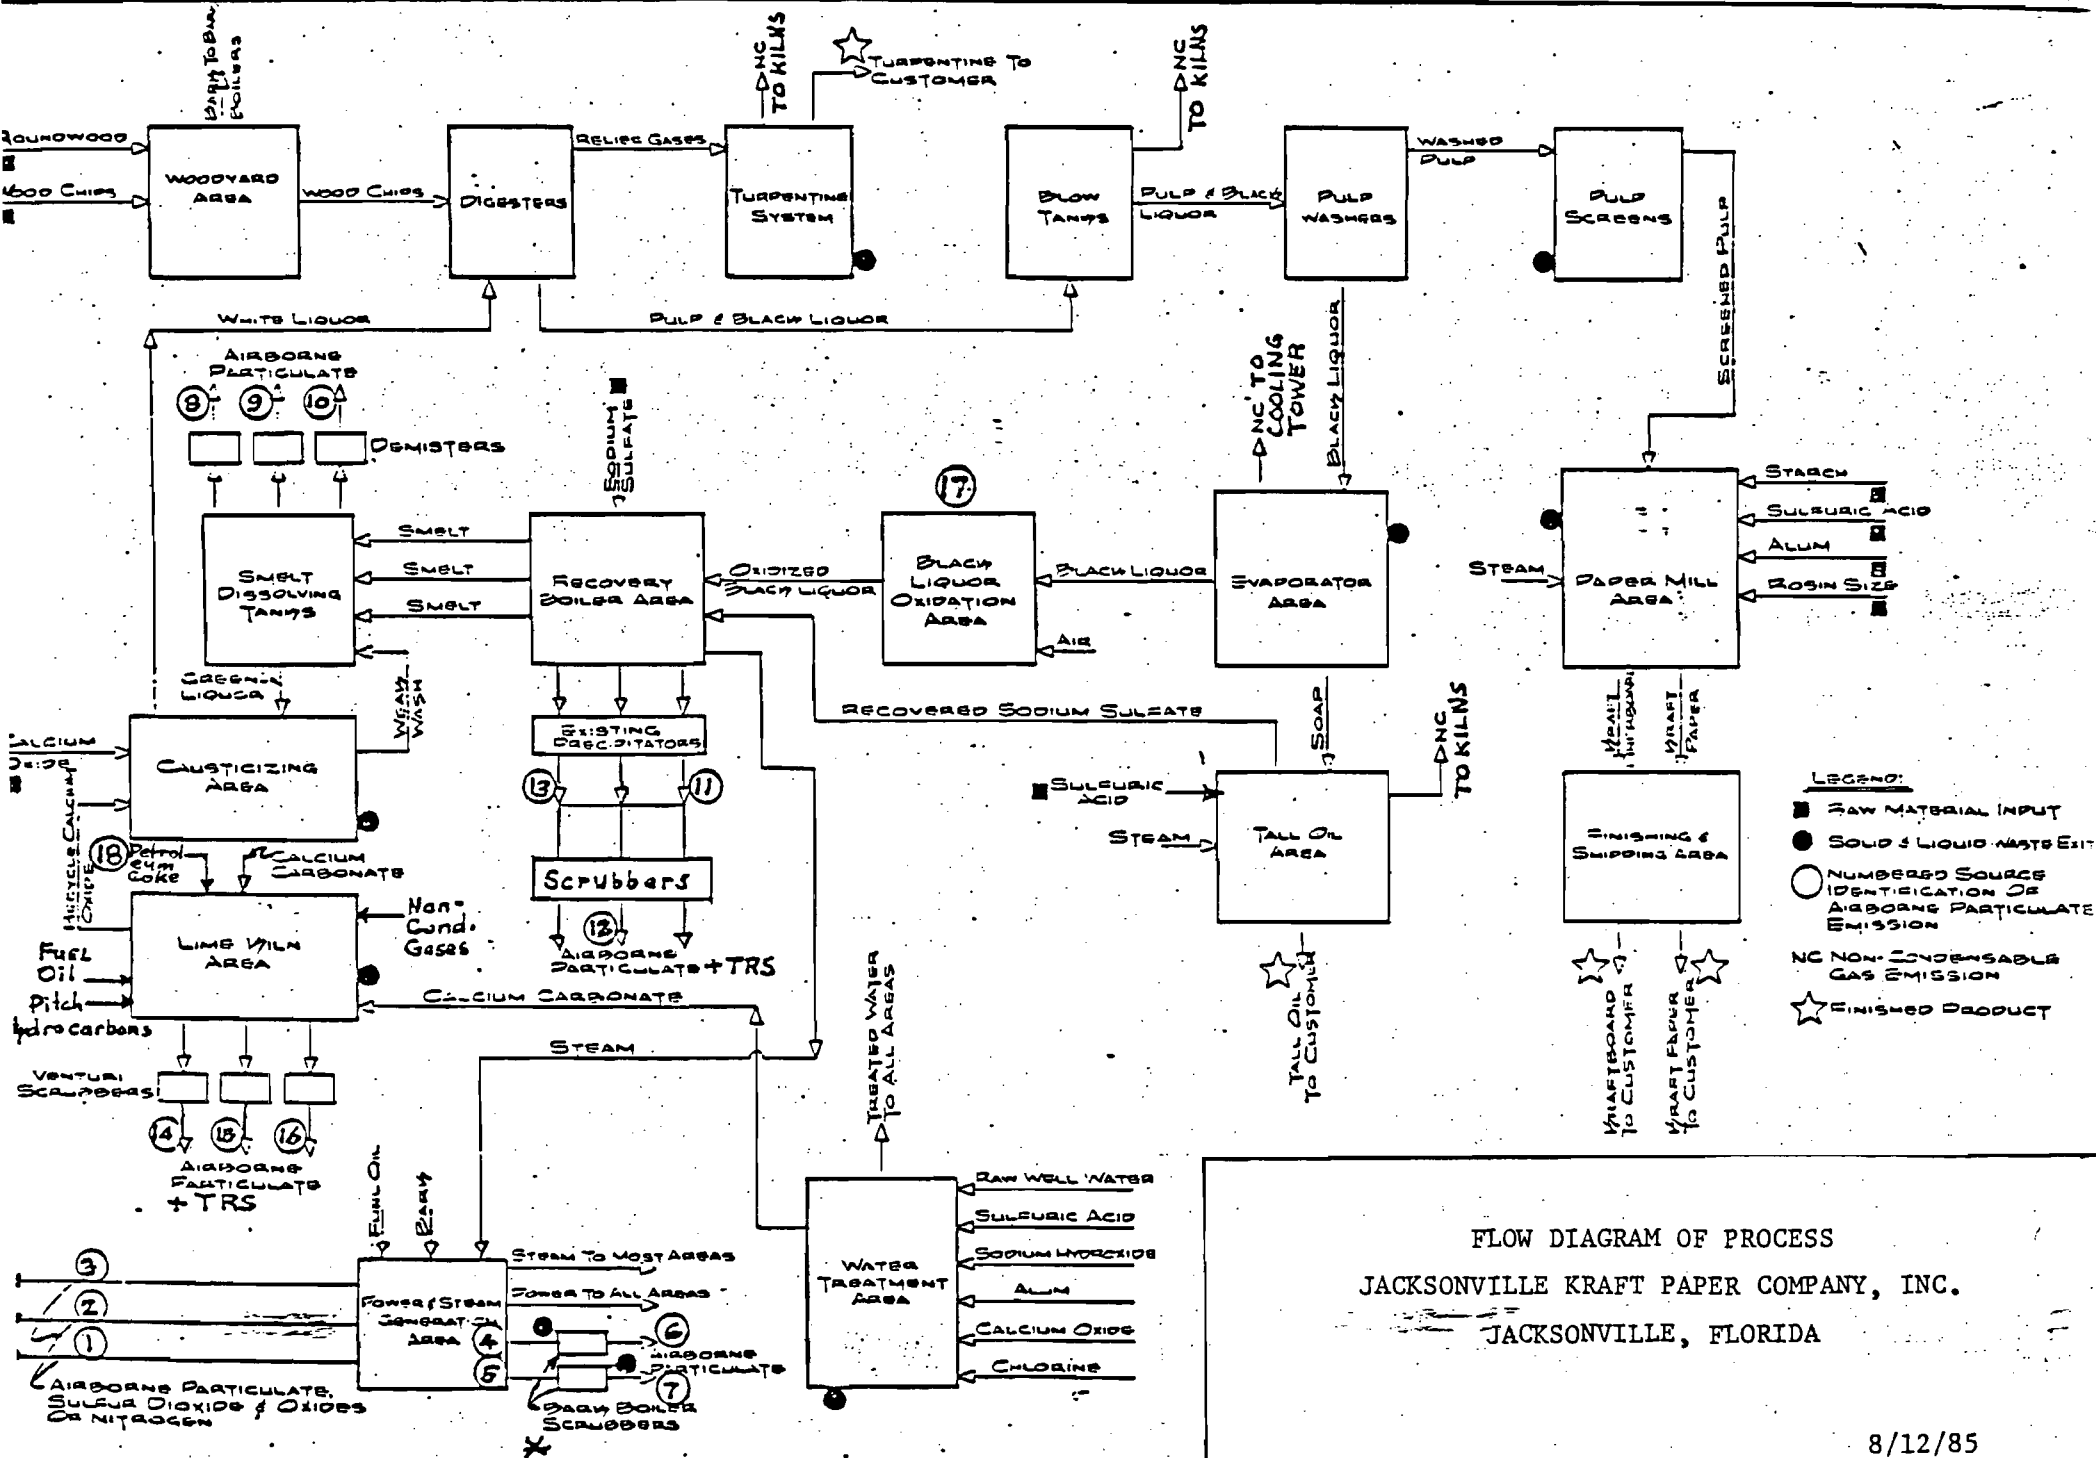 BARK TO BARK
BOILERS
ROUNDWOOD
WOOD CHIPS
WOODYARD
AREA
WOOD CHIPS
DIGESTERS
RELIEF GASES
TURPENTINE
SYSTEM
NC
TO KILNS
TURPENTINE TO
CUSTOMER
BLOW
TANKS
NC
TO KILNS
PULP & BLACK
LIQUOR
PULP
WASHERS
WASHED
PULP
PULP
SCREENS
SCREENED PULP
WHITE LIQUOR
PULP & BLACK LIQUOR
BLACK LIQUOR
NC TO
COOLING
TOWER
AIRBORNE
PARTICULATE
8
9
10
DEMISTERS
SODIUM
SULFATE
17
SMELT
DISSOLVING
TANKS
SMELT
SMELT
SMELT
RECOVERY
BOILER AREA
OXIDIZED
BLACK LIQUOR
BLACK
LIQUOR
OXIDATION
AREA
AIR
BLACK LIQUOR
EVAPORATOR
AREA
STEAM
PAPER MILL
AREA
STARCH
SULFURIC ACID
ALUM
ROSIN SIZE
GREEN
LIQUOR
WEAK
WASH
EXISTING
PRECIPITATORS
13
11
Scrubbers
12
AIRBORNE
PARTICULATE + TRS
RECOVERED SODIUM SULFATE
SOAP
NC
TO KILNS
KRAFT
KRAFT
PAPER
CALCIUM
OXIDE
CAUSTICIZING
AREA
RECYCLE CALCIUM
OXIDE
18
Petrol
eum
Coke
CALCIUM
CARBONATE
LIME KILN
AREA
Non-
Cond.
Gases
FUEL
Oil
Pitch
hydrocarbons
CALCIUM CARBONATE
VENTURI
SCRUBBERS
14
15
16
AIRBORNE
PARTICULATE
+ TRS
SULFURIC
ACID
STEAM
TALL OIL
AREA
TALL OIL
TO CUSTOMER
FINISHING &
SHIPPING AREA
KRAFTBOARD
TO CUSTOMER
KRAFT PAPER
TO CUSTOMER
LEGEND:
RAW MATERIAL INPUT
SOLID & LIQUID WASTE EXIT
NUMBERED SOURCE
IDENTIFICATION OF
AIRBORNE PARTICULATE
EMISSION
NC NON-CONDENSABLE
GAS EMISSION
FINISHED PRODUCT
STEAM
TREATED WATER
TO ALL AREAS
FUEL OIL
BARK
3
2
1
AIRBORNE PARTICULATE,
SULFUR DIOXIDE & OXIDES
OF NITROGEN
POWER & STEAM
GENERATION
AREA
STEAM TO MOST AREAS
POWER TO ALL AREAS
4
6
5
7
AIRBORNE
PARTICULATE
BARK BOILER
SCRUBBERS
WATER
TREATMENT
AREA
RAW WELL WATER
SULFURIC ACID
SODIUM HYDROXIDE
ALUM
CALCIUM OXIDE
CHLORINE
FLOW DIAGRAM OF PROCESS
JACKSONVILLE KRAFT PAPER COMPANY, INC.
JACKSONVILLE, FLORIDA
8/12/85